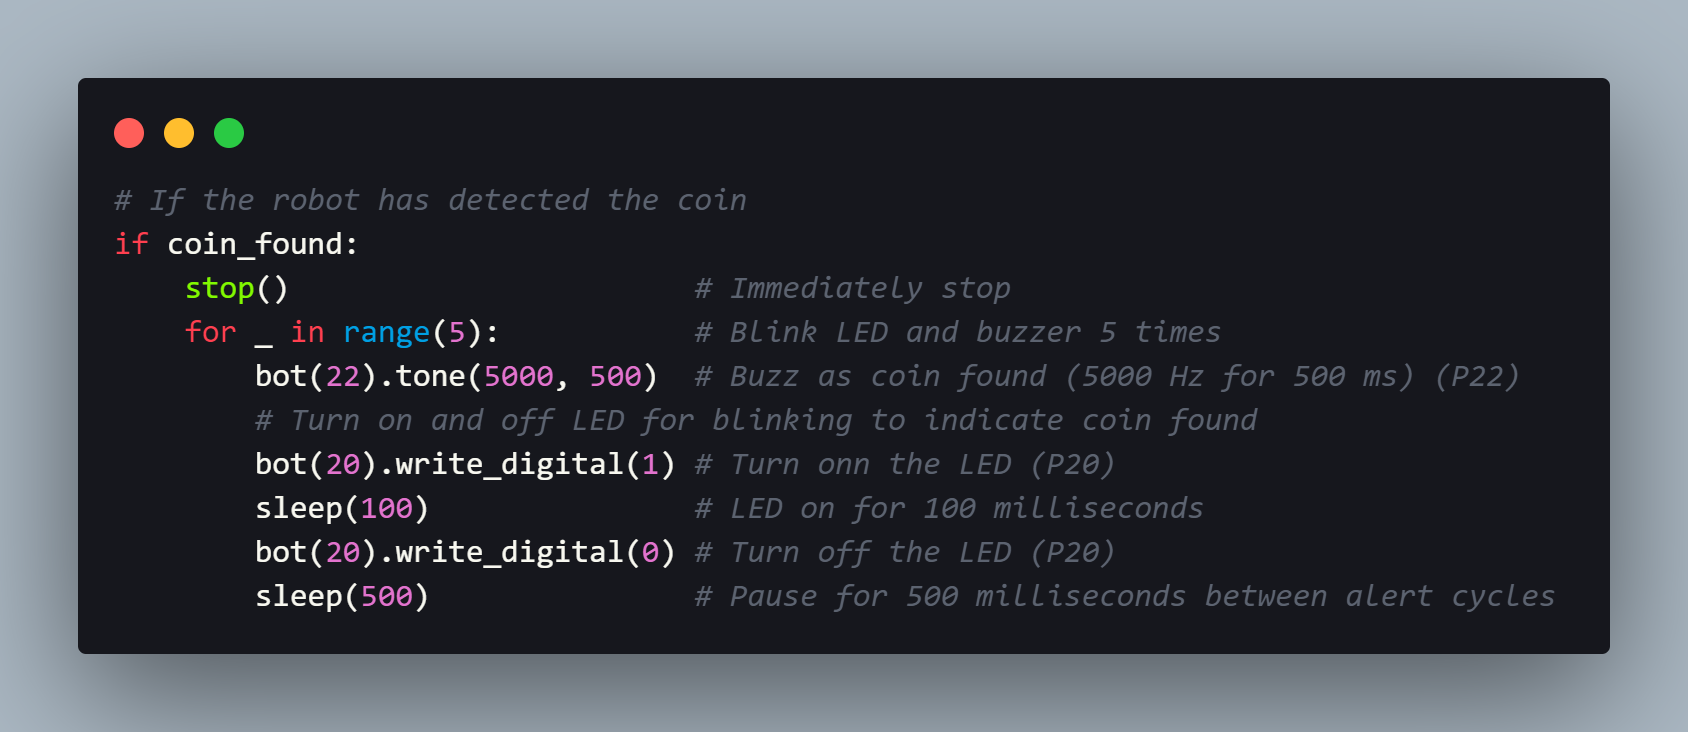 # If the robot has detected the coin
if coin_found:
    stop()                       # Immediately stop
    for _ in range(5):           # Blink LED and buzzer 5 times
        bot(22).tone(5000, 500)  # Buzz as coin found (5000 Hz for 500 ms) (P22)
        # Turn on and off LED for blinking to indicate coin found
        bot(20).write_digital(1) # Turn onn the LED (P20)
        sleep(100)               # LED on for 100 milliseconds
        bot(20).write_digital(0) # Turn off the LED (P20)
        sleep(500)               # Pause for 500 milliseconds between alert cycles